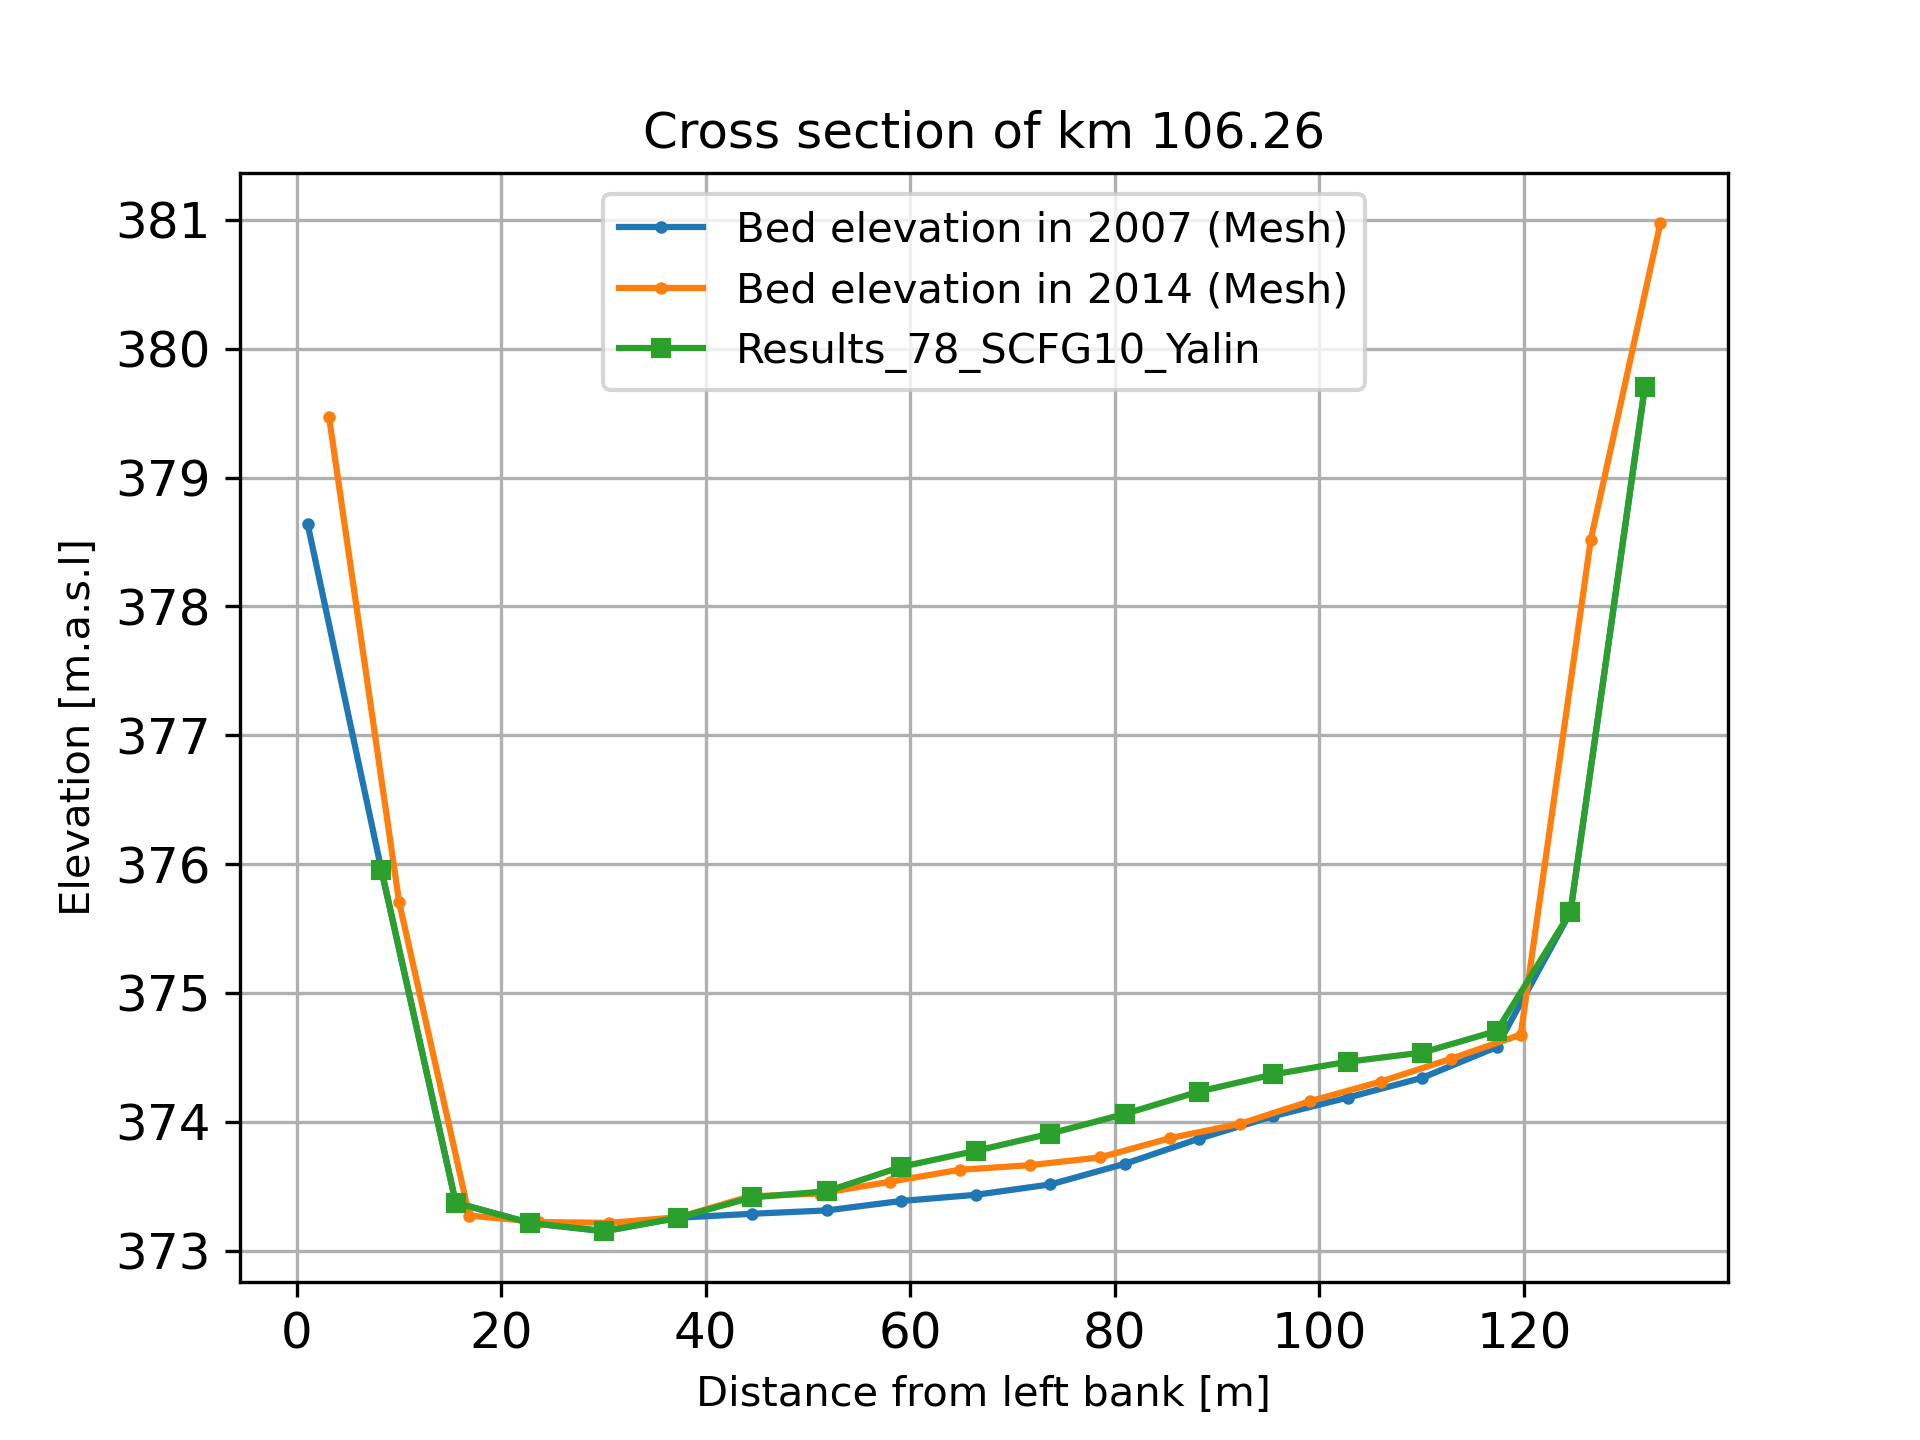 Cross section of km 106.26
Bed elevation in 2007 (Mesh)
Bed elevation in 2014 (Mesh)
Results_78_SCFG10_Yalin
381
380
379
378
377
376
375
374
373
Elevation [m.a.s.l]
0 20 40 60 80 100 120
Distance from left bank [m]